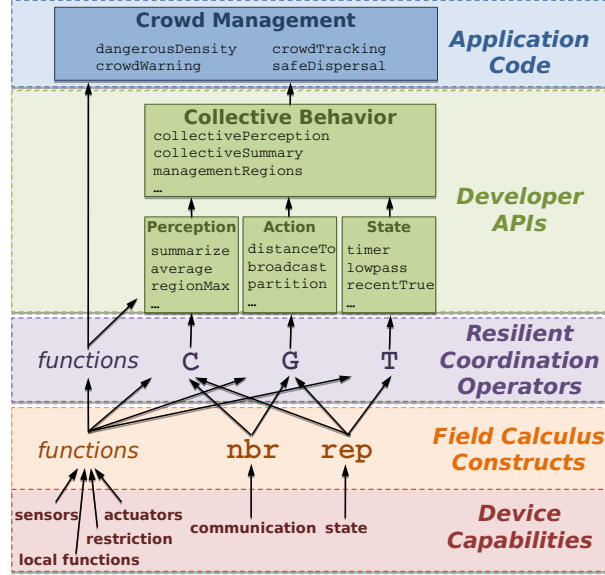 Crowd Management
dangerousDensity crowdTracking
crowdWarning safeDispersal
Application
Code
Collective Behavior
collectivePerception
collectiveSummary
managementRegions
...
Developer
APIs
Perception
summarize
average
regionMax
...
Action
distanceTo
broadcast
partition
...
State
timer
lowpass
recentTrue
...
functions C G T
Resilient
Coordination
Operators
functions nbr rep
Field Calculus
Constructs
sensors actuators
restriction
local functions
communication state
Device
Capabilities